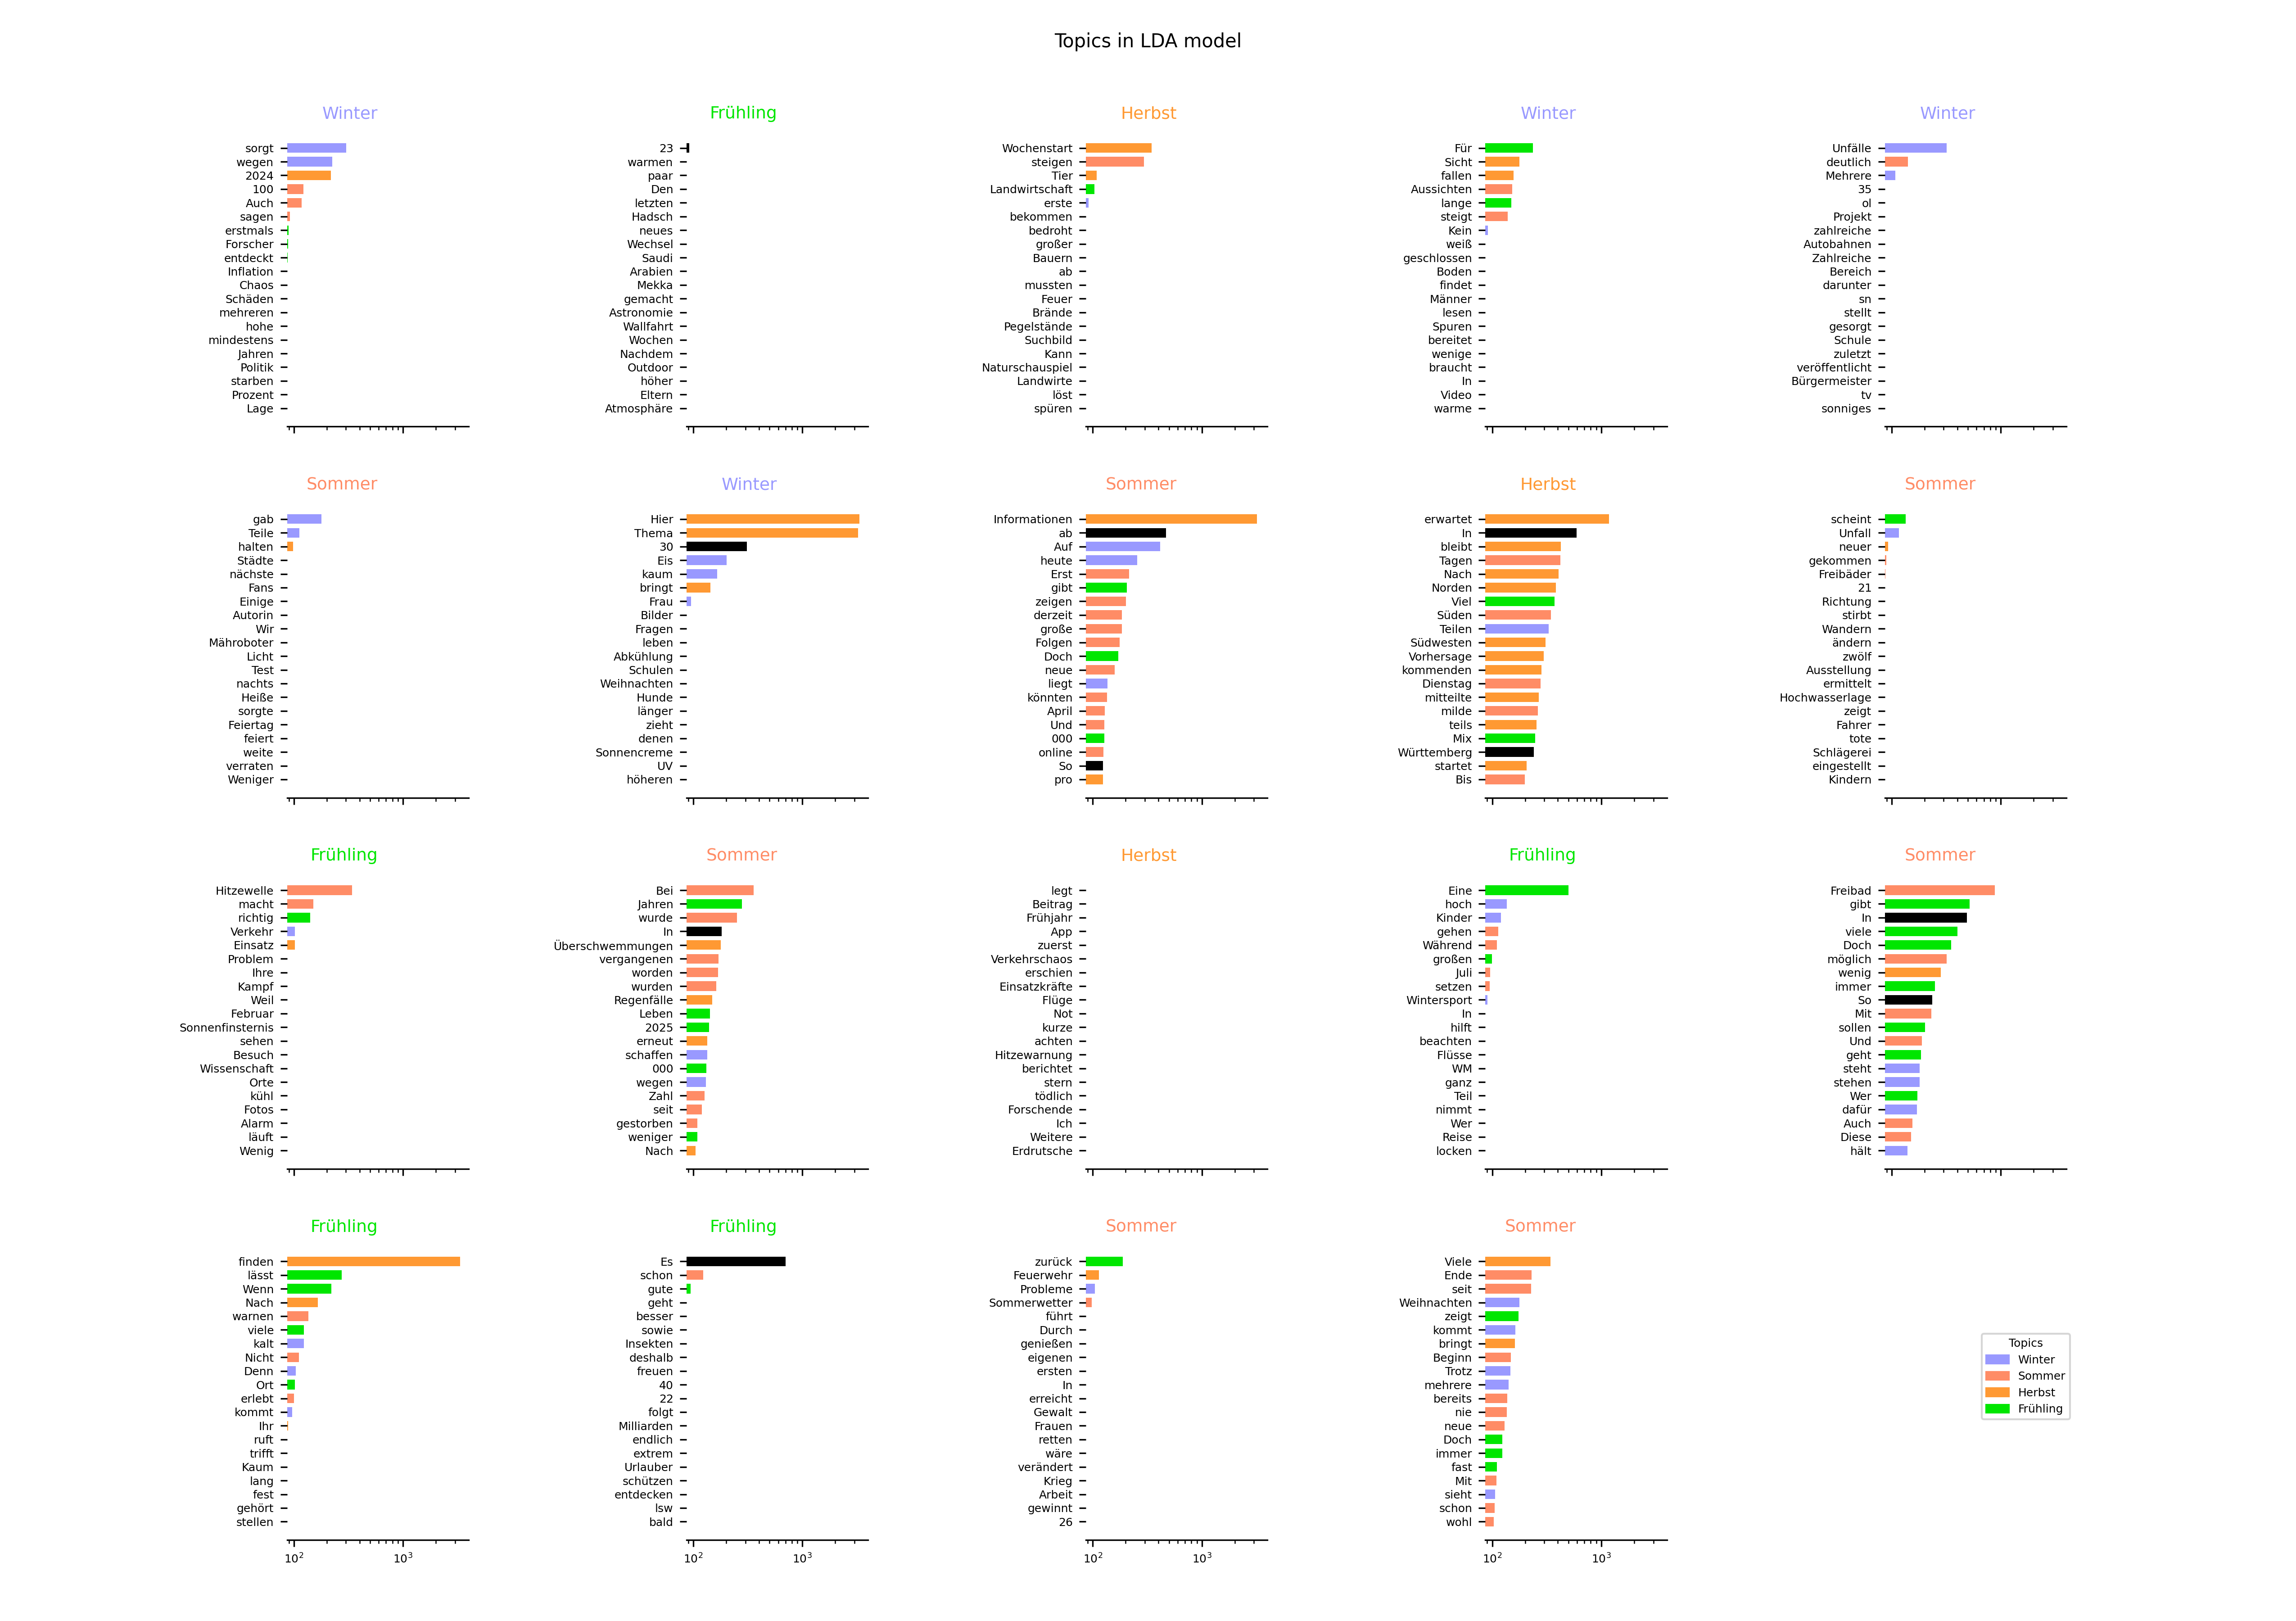 Topics in LDA model
Winter
sorgt
wegen
2024
100
Auch
sagen
erstmals
Forscher
entdeckt
Inflation
Chaos
Schäden
mehreren
hohe
mindestens
Jahren
Politik
starben
Prozent
Lage
Frühling
23
warmen
paar
Den
letzten
Hadsch
neues
Wechsel
Saudi
Arabien
Mekka
gemacht
Astronomie
Wallfahrt
Wochen
Nachdem
Outdoor
höher
Eltern
Atmosphäre
Herbst
Wochenstart
steigen
Tier
Landwirtschaft
erste
bekommen
bedroht
großer
Bauern
ab
mussten
Feuer
Brände
Pegelstände
Suchbild
Kann
Naturschauspiel
Landwirte
löst
spüren
Winter
Für
Sicht
fallen
Aussichten
lange
steigt
Kein
weiß
geschlossen
Boden
findet
Männer
lesen
Spuren
bereitet
wenige
braucht
In
Video
warme
Winter
Unfälle
deutlich
Mehrere
35
ol
Projekt
zahlreiche
Autobahnen
Zahlreiche
Bereich
darunter
sn
stellt
gesorgt
Schule
zuletzt
veröffentlicht
Bürgermeister
tv
sonniges
Sommer
gab
Teile
halten
Städte
nächste
Fans
Einige
Autorin
Wir
Mähroboter
Licht
Test
nachts
Heiße
sorgte
Feiertag
feiert
weite
verraten
Weniger
Winter
Hier
Thema
30
Eis
kaum
bringt
Frau
Bilder
Fragen
leben
Abkühlung
Schulen
Weihnachten
Hunde
länger
zieht
denen
Sonnencreme
UV
höheren
Sommer
Informationen
ab
Auf
heute
Erst
gibt
zeigen
derzeit
große
Folgen
Doch
neue
liegt
könnten
April
Und
000
online
So
pro
Herbst
erwartet
In
bleibt
Tagen
Nach
Norden
Viel
Süden
Teilen
Südwesten
Vorhersage
kommenden
Dienstag
mitteilte
milde
teils
Mix
Württemberg
startet
Bis
Sommer
scheint
Unfall
neuer
gekommen
Freibäder
21
Richtung
stirbt
Wandern
ändern
zwölf
Ausstellung
ermittelt
Hochwasserlage
zeigt
Fahrer
tote
Schlägerei
eingestellt
Kindern
Frühling
Hitzewelle
macht
richtig
Verkehr
Einsatz
Problem
Ihre
Kampf
Weil
Februar
Sonnenfinsternis
sehen
Besuch
Wissenschaft
Orte
kühl
Fotos
Alarm
läuft
Wenig
Sommer
Bei
Jahren
wurde
In
Überschwemmungen
vergangenen
worden
wurden
Regenfälle
Leben
2025
erneut
schaffen
000
wegen
Zahl
seit
gestorben
weniger
Nach
Herbst
legt
Beitrag
Frühjahr
App
zuerst
Verkehrschaos
erschien
Einsatzkräfte
Flüge
Not
kurze
achten
Hitzewarnung
berichtet
stern
tödlich
Forschende
Ich
Weitere
Erdrutsche
Frühling
Eine
hoch
Kinder
gehen
Während
großen
Juli
setzen
Wintersport
In
hilft
beachten
Flüsse
WM
ganz
Teil
nimmt
Wer
Reise
locken
Sommer
Freibad
gibt
In
viele
Doch
möglich
wenig
immer
So
Mit
sollen
Und
geht
steht
stehen
Wer
dafür
Auch
Diese
hält
Frühling
finden
lässt
Wenn
Nach
warnen
viele
kalt
Nicht
Denn
Ort
erlebt
kommt
Ihr
ruft
trifft
Kaum
lang
fest
gehört
stellen
10² 10³
Frühling
Es
schon
gute
geht
besser
sowie
Insekten
deshalb
freuen
40
22
folgt
Milliarden
endlich
extrem
Urlauber
schützen
entdecken
lsw
bald
10² 10³
Sommer
zurück
Feuerwehr
Probleme
Sommerwetter
führt
Durch
genießen
eigenen
ersten
In
erreicht
Gewalt
Frauen
retten
wäre
verändert
Krieg
Arbeit
gewinnt
26
10² 10³
Sommer
Viele
Ende
seit
Weihnachten
zeigt
kommt
bringt
Beginn
Trotz
mehrere
bereits
nie
neue
Doch
immer
fast
Mit
sieht
schon
wohl
10² 10³
Topics
Winter
Sommer
Herbst
Frühling